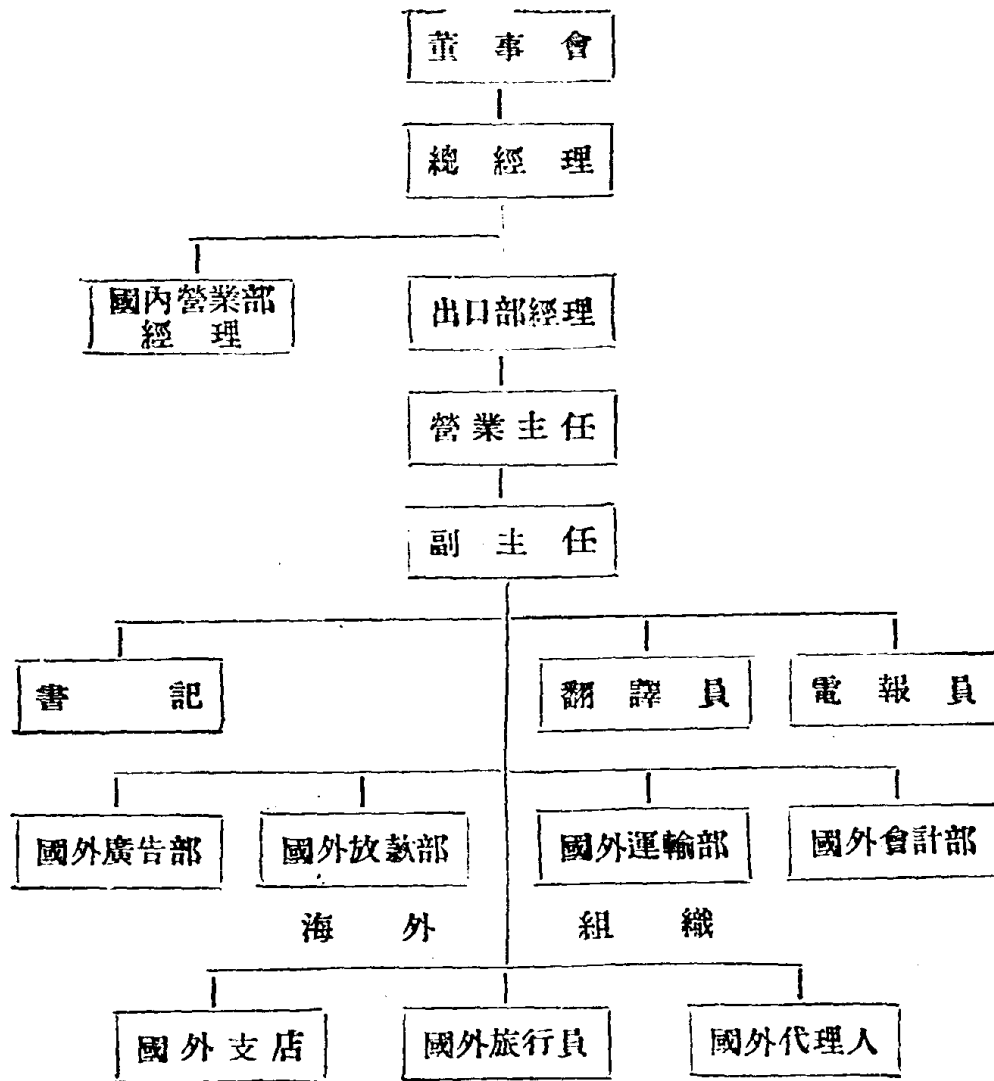 董事會
總經理
國內營業部
經理
出口部經理
營業主任
副主任
書記
翻譯員
電報員
國外廣告部
國外放款部
國外運輸部
國外會計部
海外組織
國外支店
國外旅行員
國外代理人